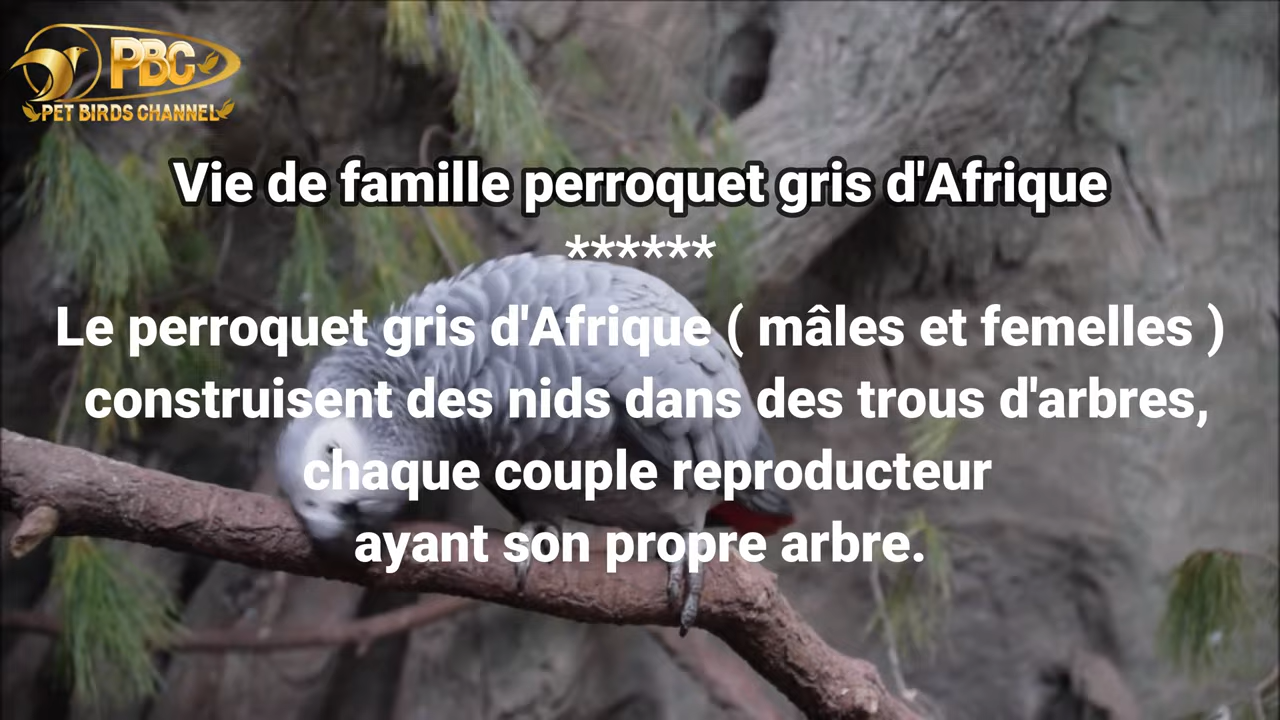 PBC
PET BIRDS CHANNEL
Vie de famille perroquet gris d'Afrique
******
Le perroquet gris d'Afrique ( mâles et femelles )
construisent des nids dans des trous d'arbres,
chaque couple reproducteur
ayant son propre arbre.